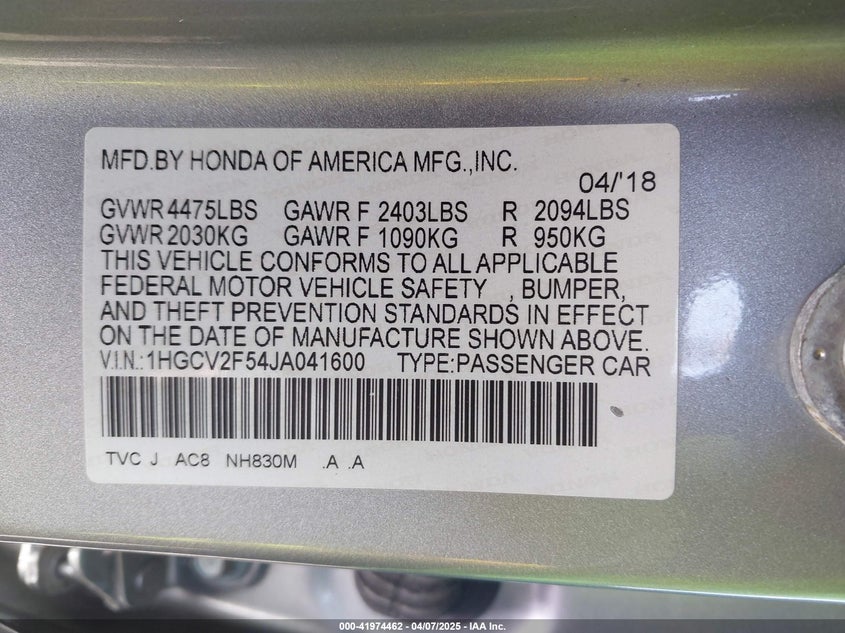 MFD.BY HONDA OF AMERICA MFG.,INC.
04/'18
GVWR 4475LBS GAWR F 2403LBS R 2094LBS
GVWR 2030KG GAWR F 1090KG R 950KG
THIS VEHICLE CONFORMS TO ALL APPLICABLE
FEDERAL MOTOR VEHICLE SAFETY , BUMPER,
AND THEFT PREVENTION STANDARDS IN EFFECT
ON THE DATE OF MANUFACTURE SHOWN ABOVE.
V.I.N.:1HGCV2F54JA041600 TYPE:PASSENGER CAR
TVC J AC8 NH830M .A .A
000-41974462 | 04/07/2025 - IAA Inc.